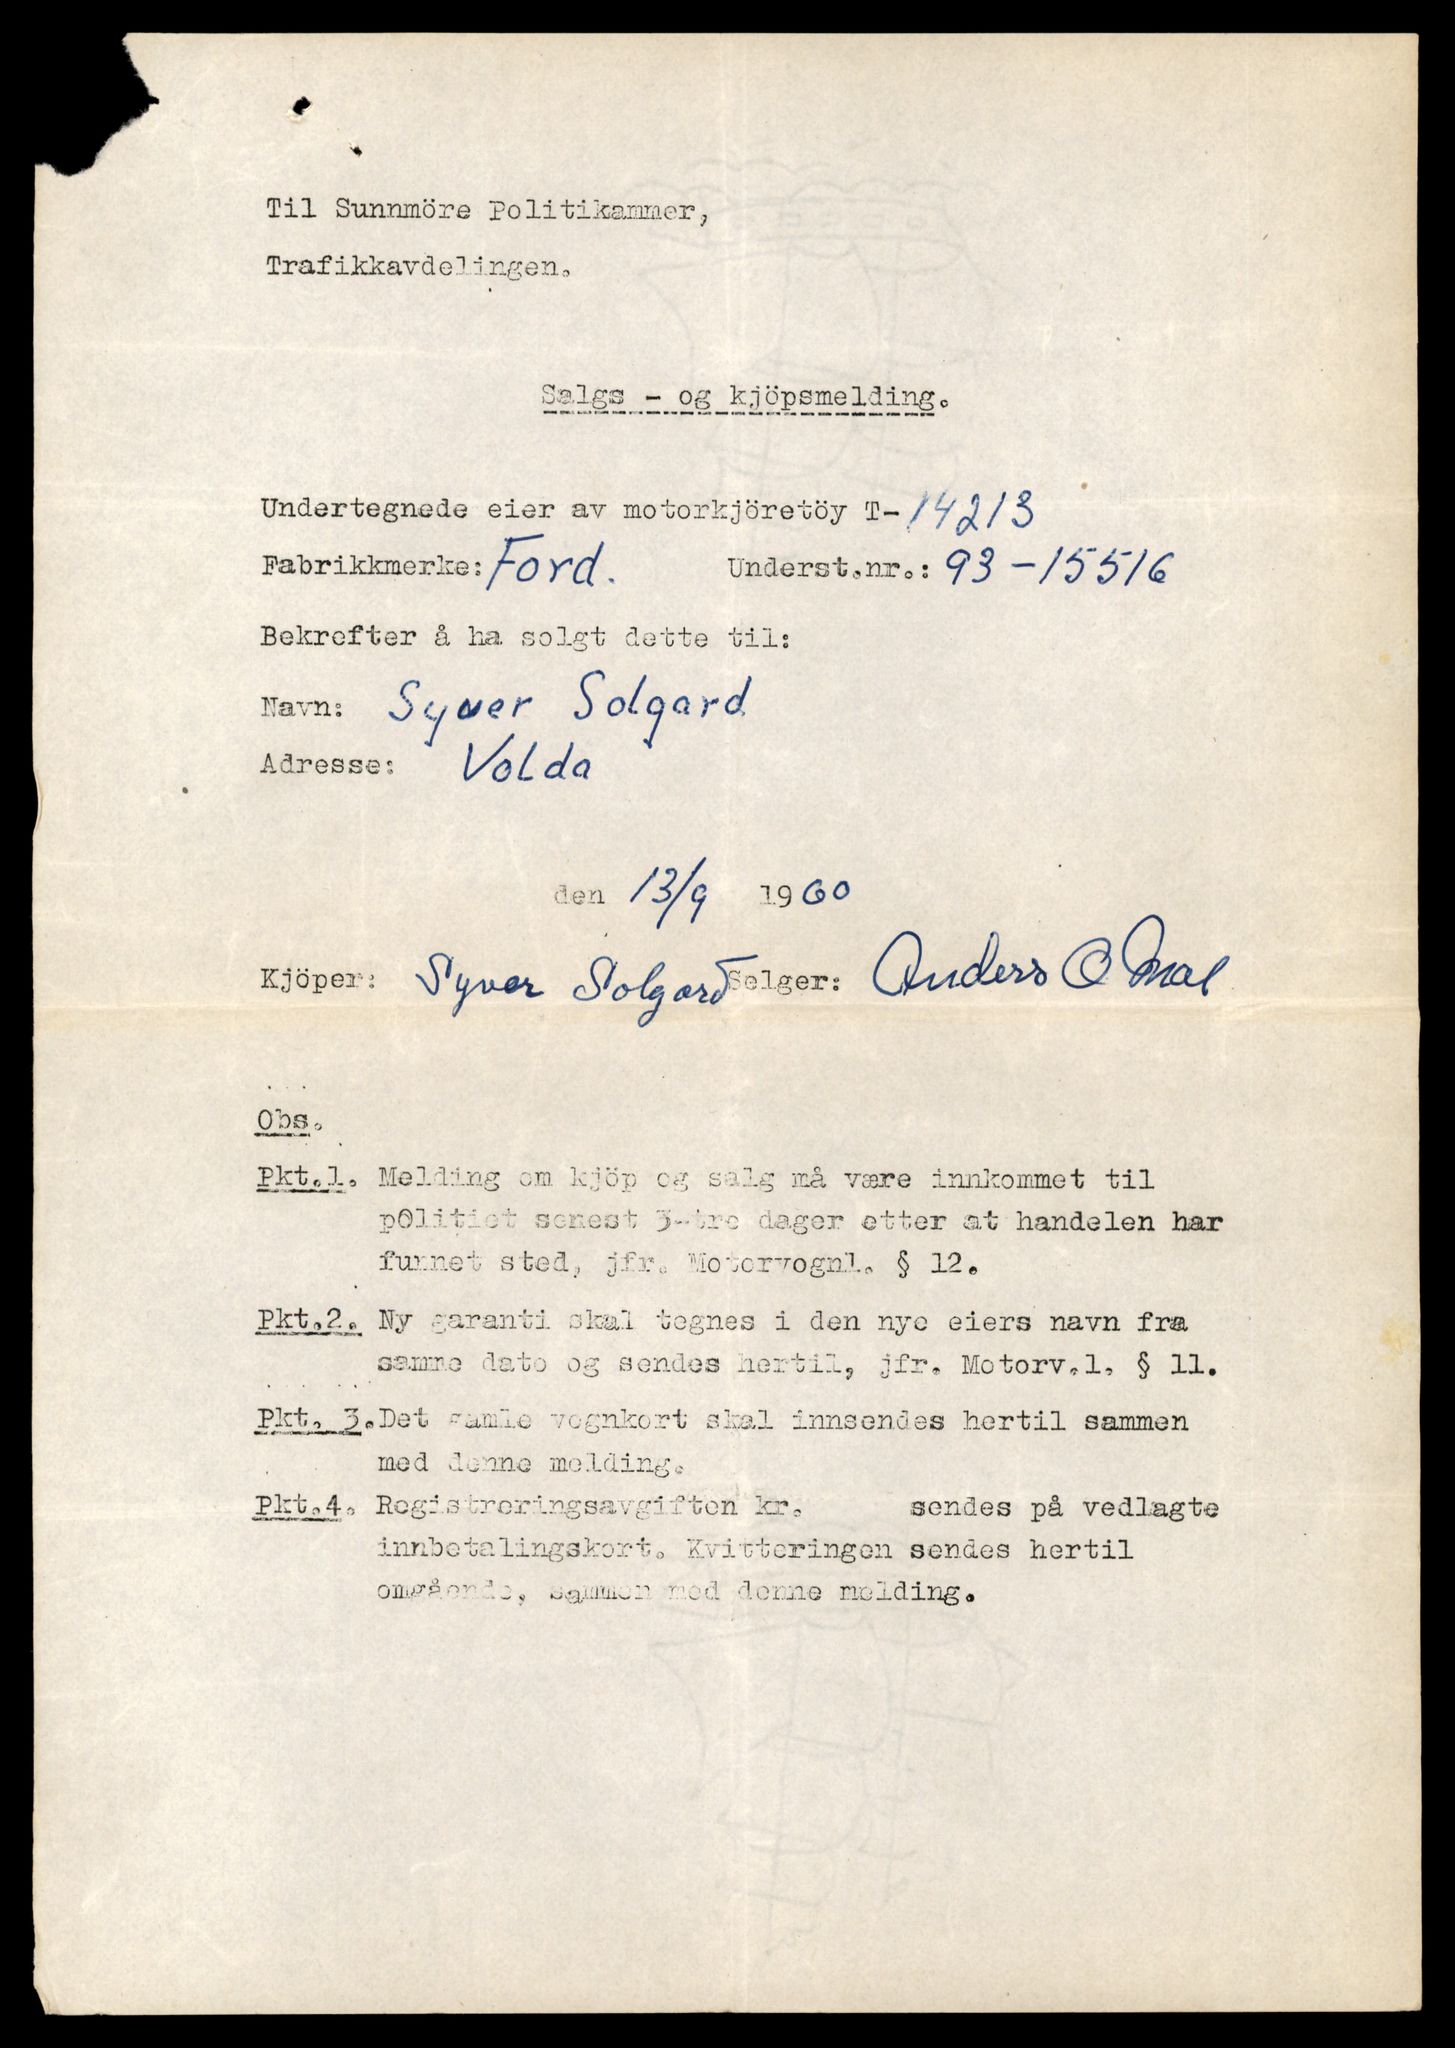 Til Sunnmöre Politikammer,
Trafikkavdelingen.
Salgs - og kjöpsmelding.
Undertegnede eier av motorkjöretöy T-14213
Fabrikkmerke: Ford. Underst.nr.: 93-15516
Bekrefter å ha solgt dette til:
Navn: Syver Solgard
Adresse: Volda
den 13/9 1960
Kjöper: Syver Solgard Selger: Anders O Mal
Obs.
Pkt.1. Melding om kjöp og salg må være innkommet til
pOlitiet senest 3-tre dager etter at handelen har
funnet sted, jfr. Motorvognl. § 12.
Pkt.2. Ny garanti skal tegnes i den nye eiers navn fra
samme dato og sendes hertil, jfr. Motorv.l. § 11.
Pkt. 3. Det gamle vognkort skal innsendes hertil sammen
med denne melding.
Pkt.4. Registreringsavgiften kr. sendes på vedlagte
innbetalingskort. Kvitteringen sendes hertil
omgående, sammen med denne melding.